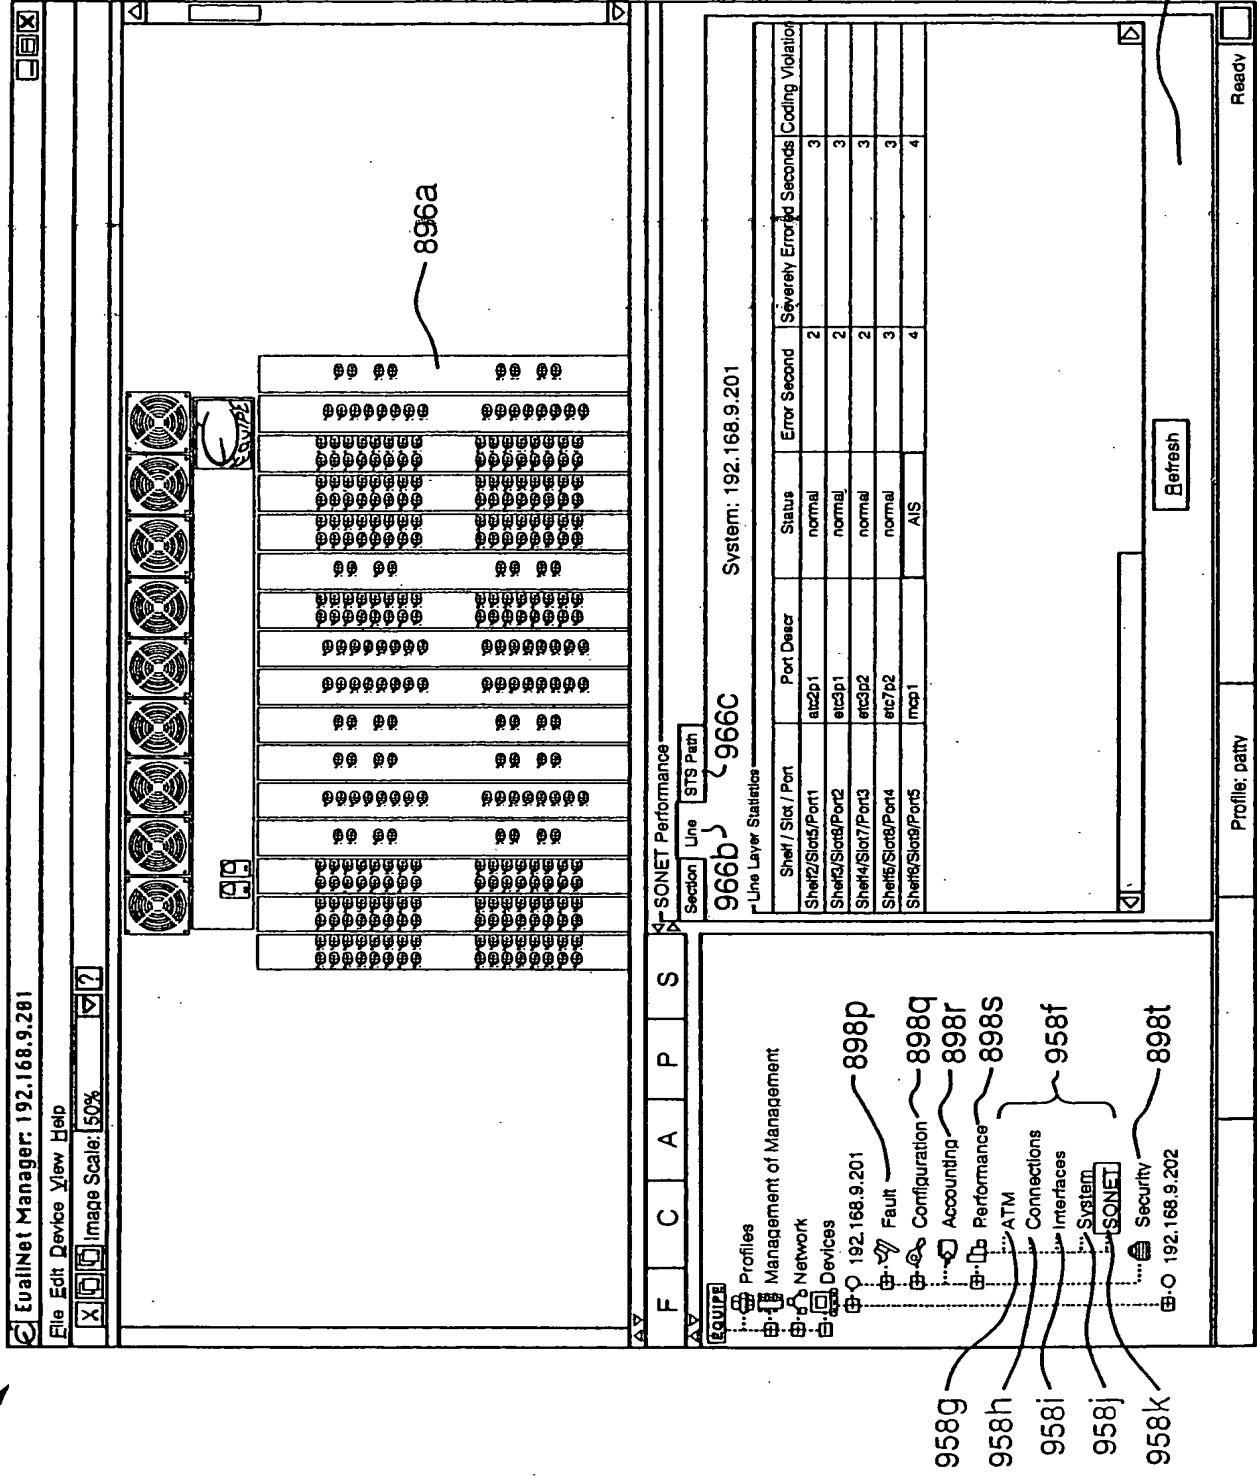 EualNet Manager: 192.168.9.201
File Edit Device View Help
X Image Scale: 50% ?
896a
F C A P S
EQUIPE
Profiles
Management of Management
Network
Devices
192.168.9.201
Fault
Configuration
Accounting
Performance
ATM
Connections
Interfaces
System
SONET
Security
192.168.9.202
898p
898q
898r
898s
958f
898t
958g
958h
958i
958j
958k
SONET Performance
Section Line STS Path
966b 966c
System: 192.168.9.201
Line Layer Statistics
Shelf / Slot / Port Port Descr Status Error Second Severely Errored Seconds Coding Violation
Shelf2/Slot5/Port1 atc2p1 normal 2 3
Shelf3/Slot6/Port2 etc3p1 normal 2 3
Shelf4/Slot7/Port3 etc3p2 normal 2 3
Shelf5/Slot8/Port4 etc7p2 normal 3 3
Shelf6/Slot9/Port5 mcp1 AIS 4 4
Refresh
Profile: patty
Ready